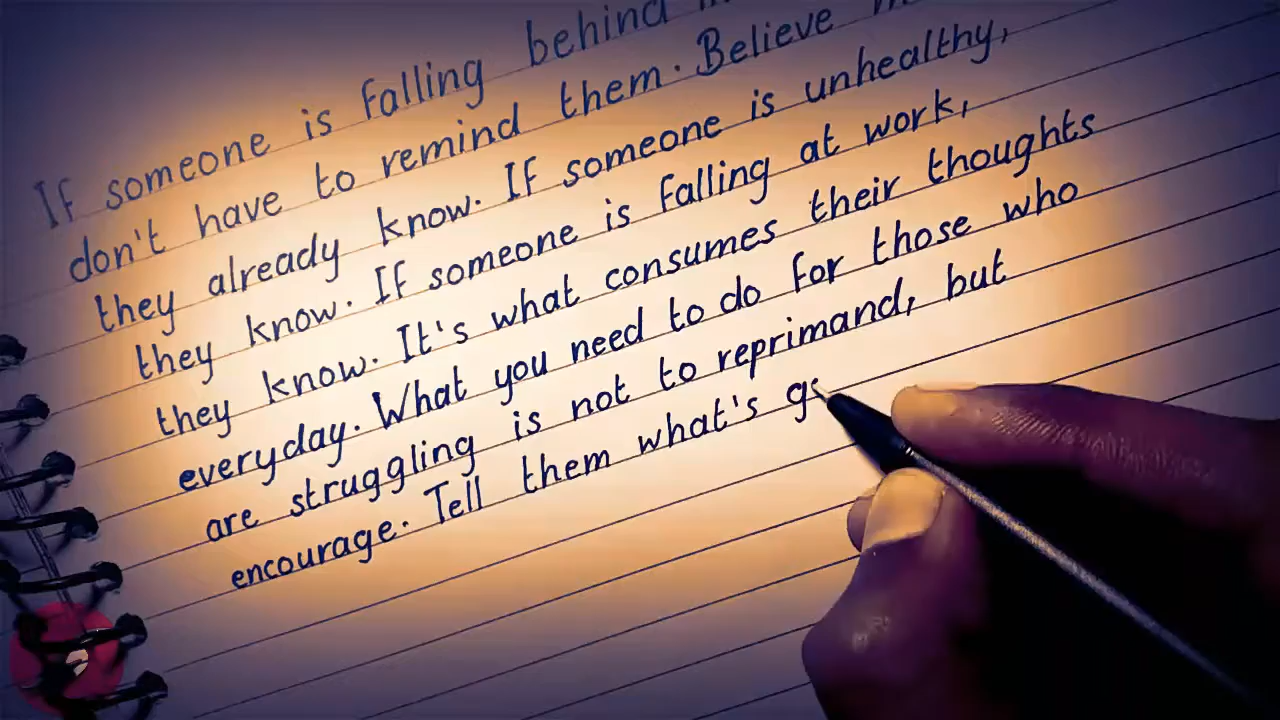 If someone is falling behind
don't have to remind them. Believe
they already know. If someone is unhealthy,
they know. If someone is falling at work,
they know. It's what consumes their thoughts
everyday. What you need to do for those who
are struggling is not to reprimand, but
encourage. Tell them what's